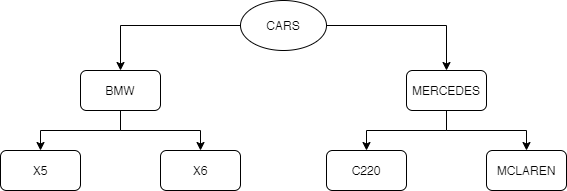 CARS
BMW
MERCEDES
X5
X6
C220
MCLAREN